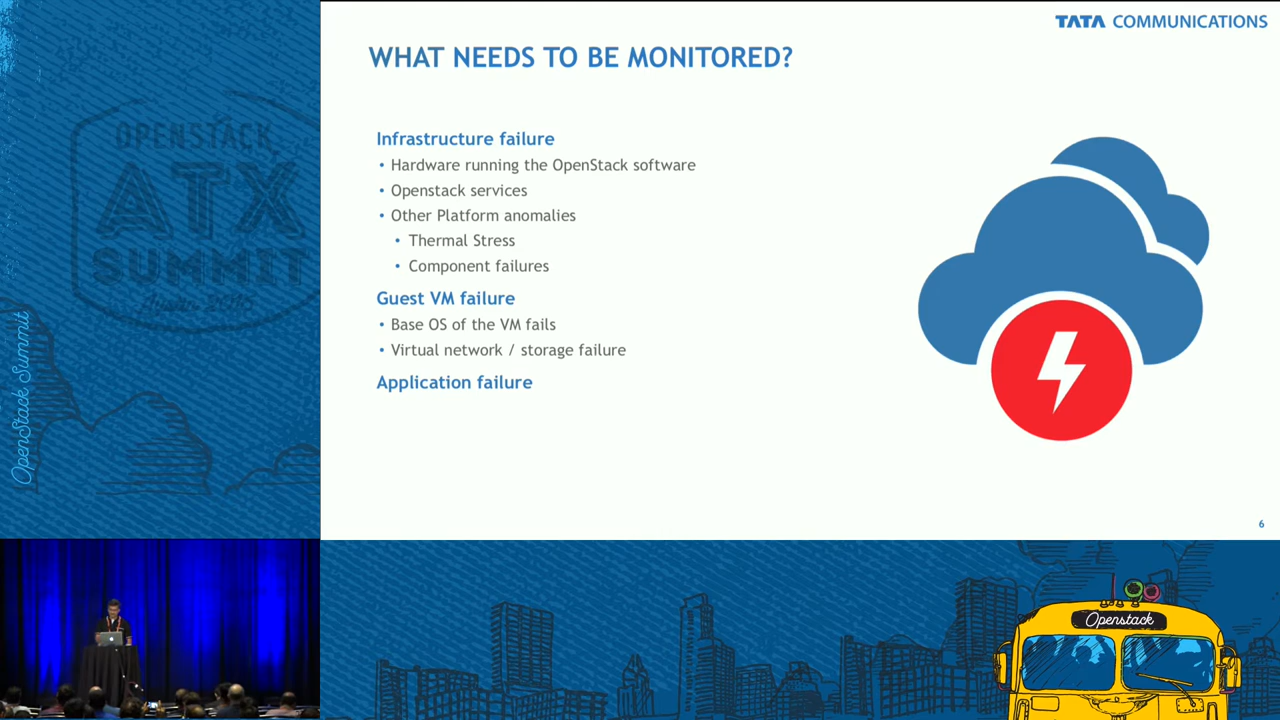 TATA COMMUNICATIONS
WHAT NEEDS TO BE MONITORED?
Infrastructure failure
• Hardware running the OpenStack software
• Openstack services
• Other Platform anomalies
• Thermal Stress
• Component failures
Guest VM failure
• Base OS of the VM fails
• Virtual network / storage failure
Application failure
6
OPENSTACK
ATX
SUMMIT
Austin 2016
OpenStack Summit
Openstack